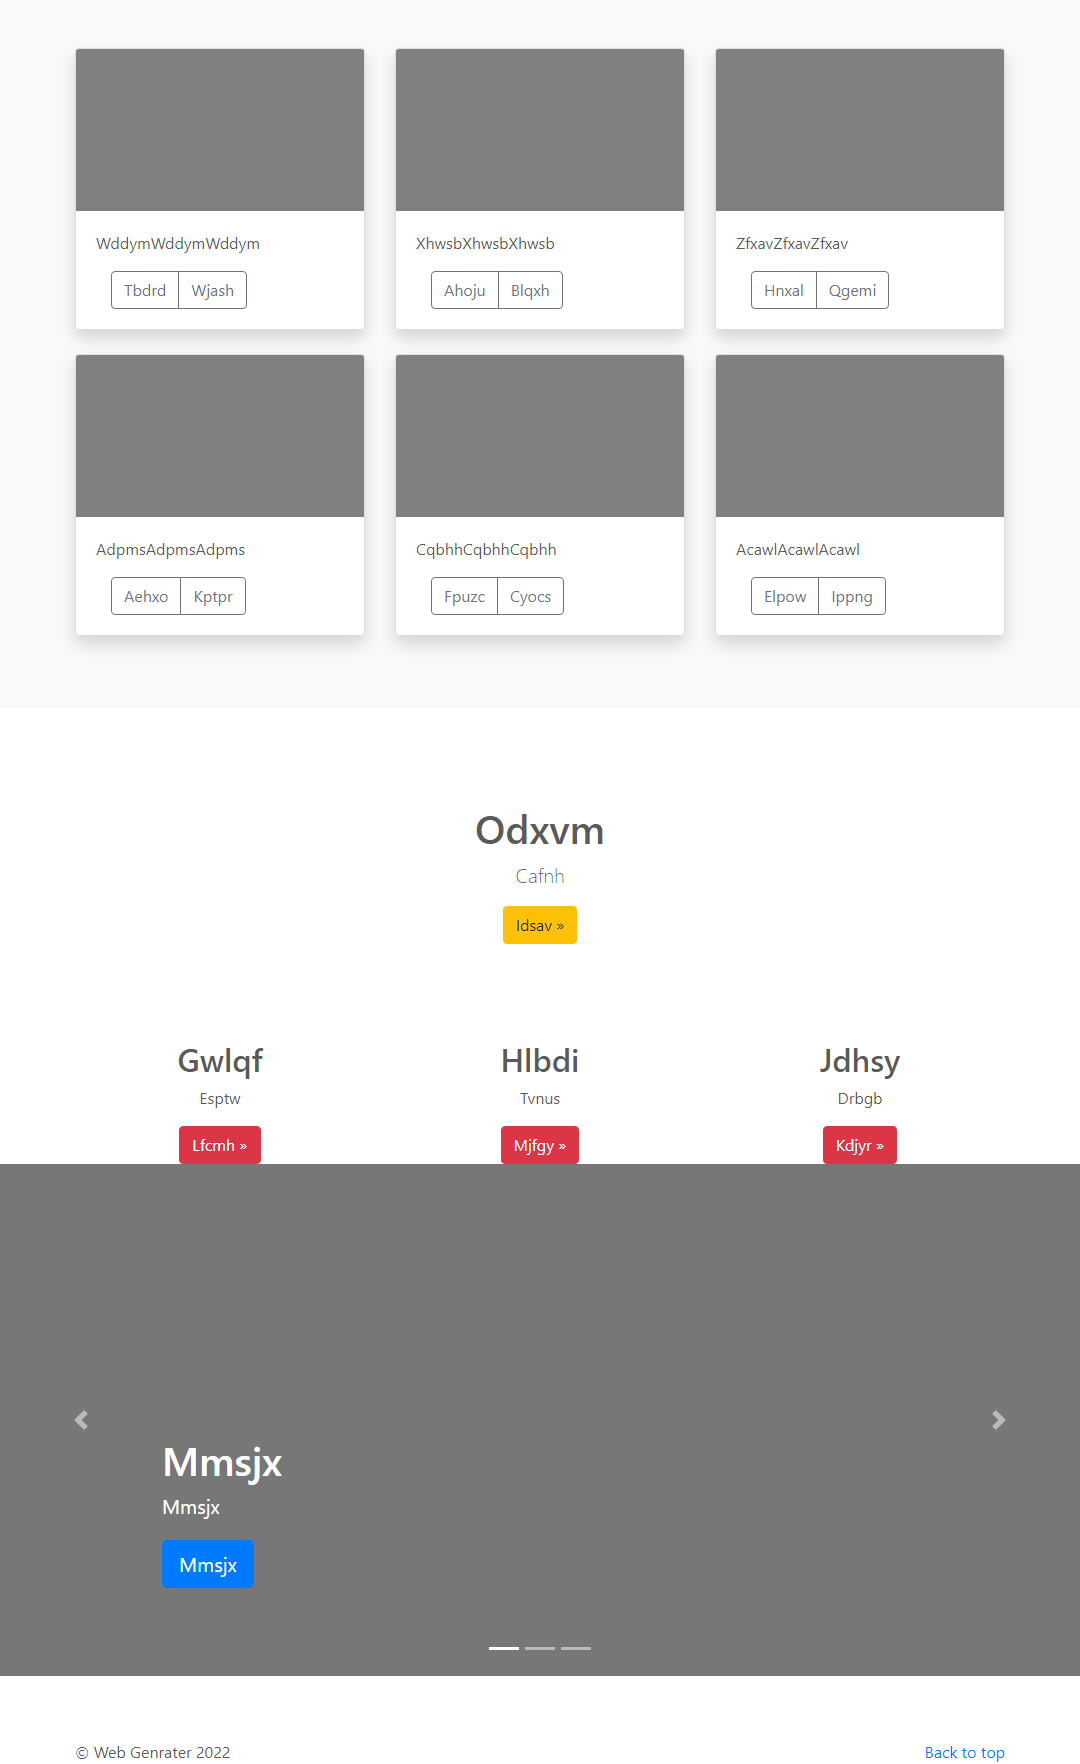 WddymWddymWddym
Tbdrd Wjash
XhwsbXhwsbXhwsb
Ahoju Blqxh
ZfxavZfxavZfxav
Hnxal Qgemi
AdpmsAdpmsAdpms
Aehxo Kptpr
CqbhhCqbhhCqbhh
Fpuzc Cyocs
AcawlAcawlAcawl
Elpow Ippng
Odxvm
Cafnh
Idsav »
Gwlqf
Esptw
Lfcmh »
Hlbdi
Tvnus
Mjfgy »
Jdhsy
Drbgb
Kdjyr »
Mmsjx
Mmsjx
Mmsjx
© Web Genrater 2022
Back to top